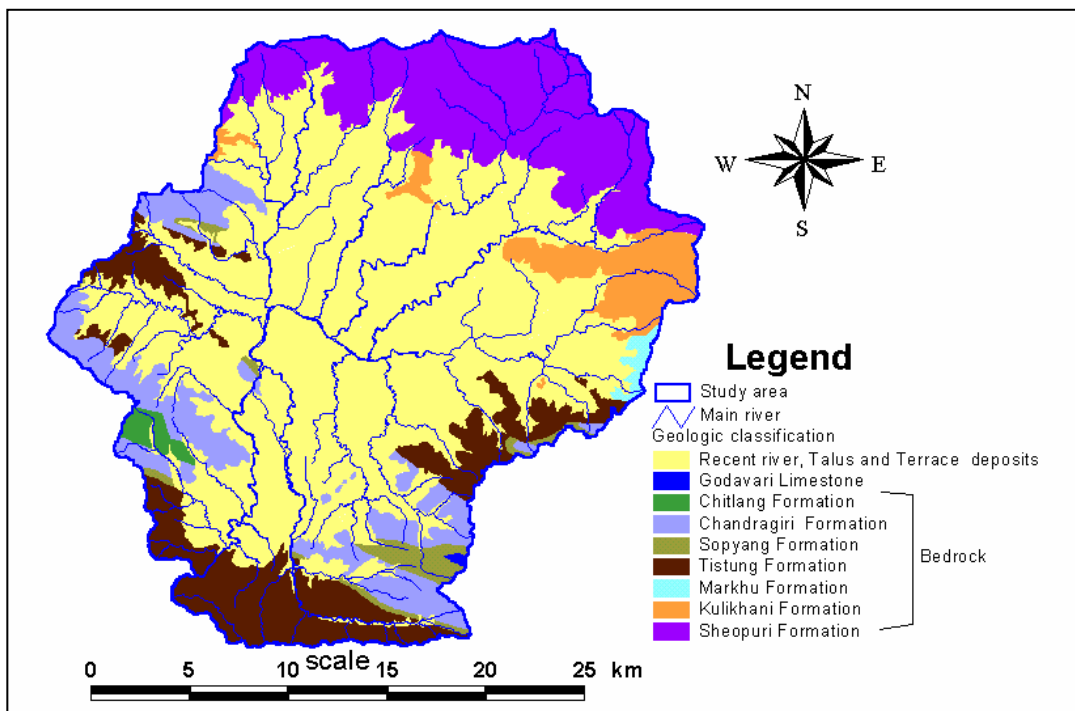 N
W E
S
Legend
Study area
Main river
Geologic classification
Recent river, Talus and Terrace deposits
Godavari Limestone
Chitlang Formation
Chandragiri Formation
Sopyang Formation
Bedrock
Tistung Formation
Markhu Formation
Kulikhani Formation
Sheopuri Formation
scale
0 5 10 15 20 25 km